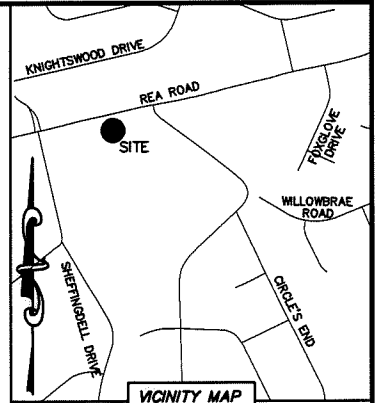 KNIGHTSWOOD DRIVE
REA ROAD
SITE
FOXGLOVE
DRIVE
WILLOWBRAE
ROAD
SHEFFINGDELL DRIVE
CIRCLE'S END
VICINITY MAP